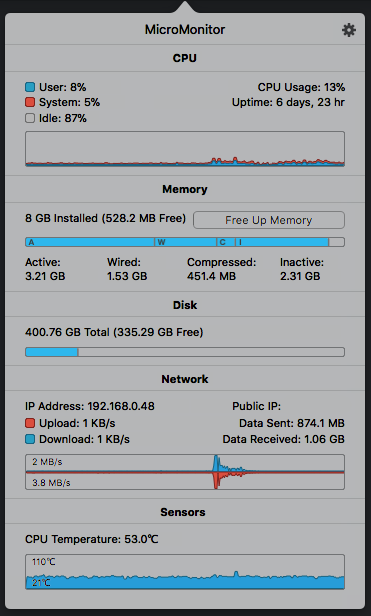 MicroMonitor
CPU
User: 8% CPU Usage: 13%
System: 5% Uptime: 6 days, 23 hr
Idle: 87%
Memory
8 GB Installed (528.2 MB Free) Free Up Memory
A W C I
Active: Wired: Compressed: Inactive:
3.21 GB 1.53 GB 451.4 MB 2.31 GB
Disk
400.76 GB Total (335.29 GB Free)
Network
IP Address: 192.168.0.48 Public IP:
Upload: 1 KB/s Data Sent: 874.1 MB
Download: 1 KB/s Data Received: 1.06 GB
2 MB/s
3.8 MB/s
Sensors
CPU Temperature: 53.0℃
110℃
21℃